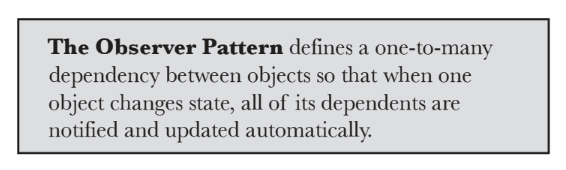 The Observer Pattern defines a one-to-many
dependency between objects so that when one
object changes state, all of its dependents are
notified and updated automatically.